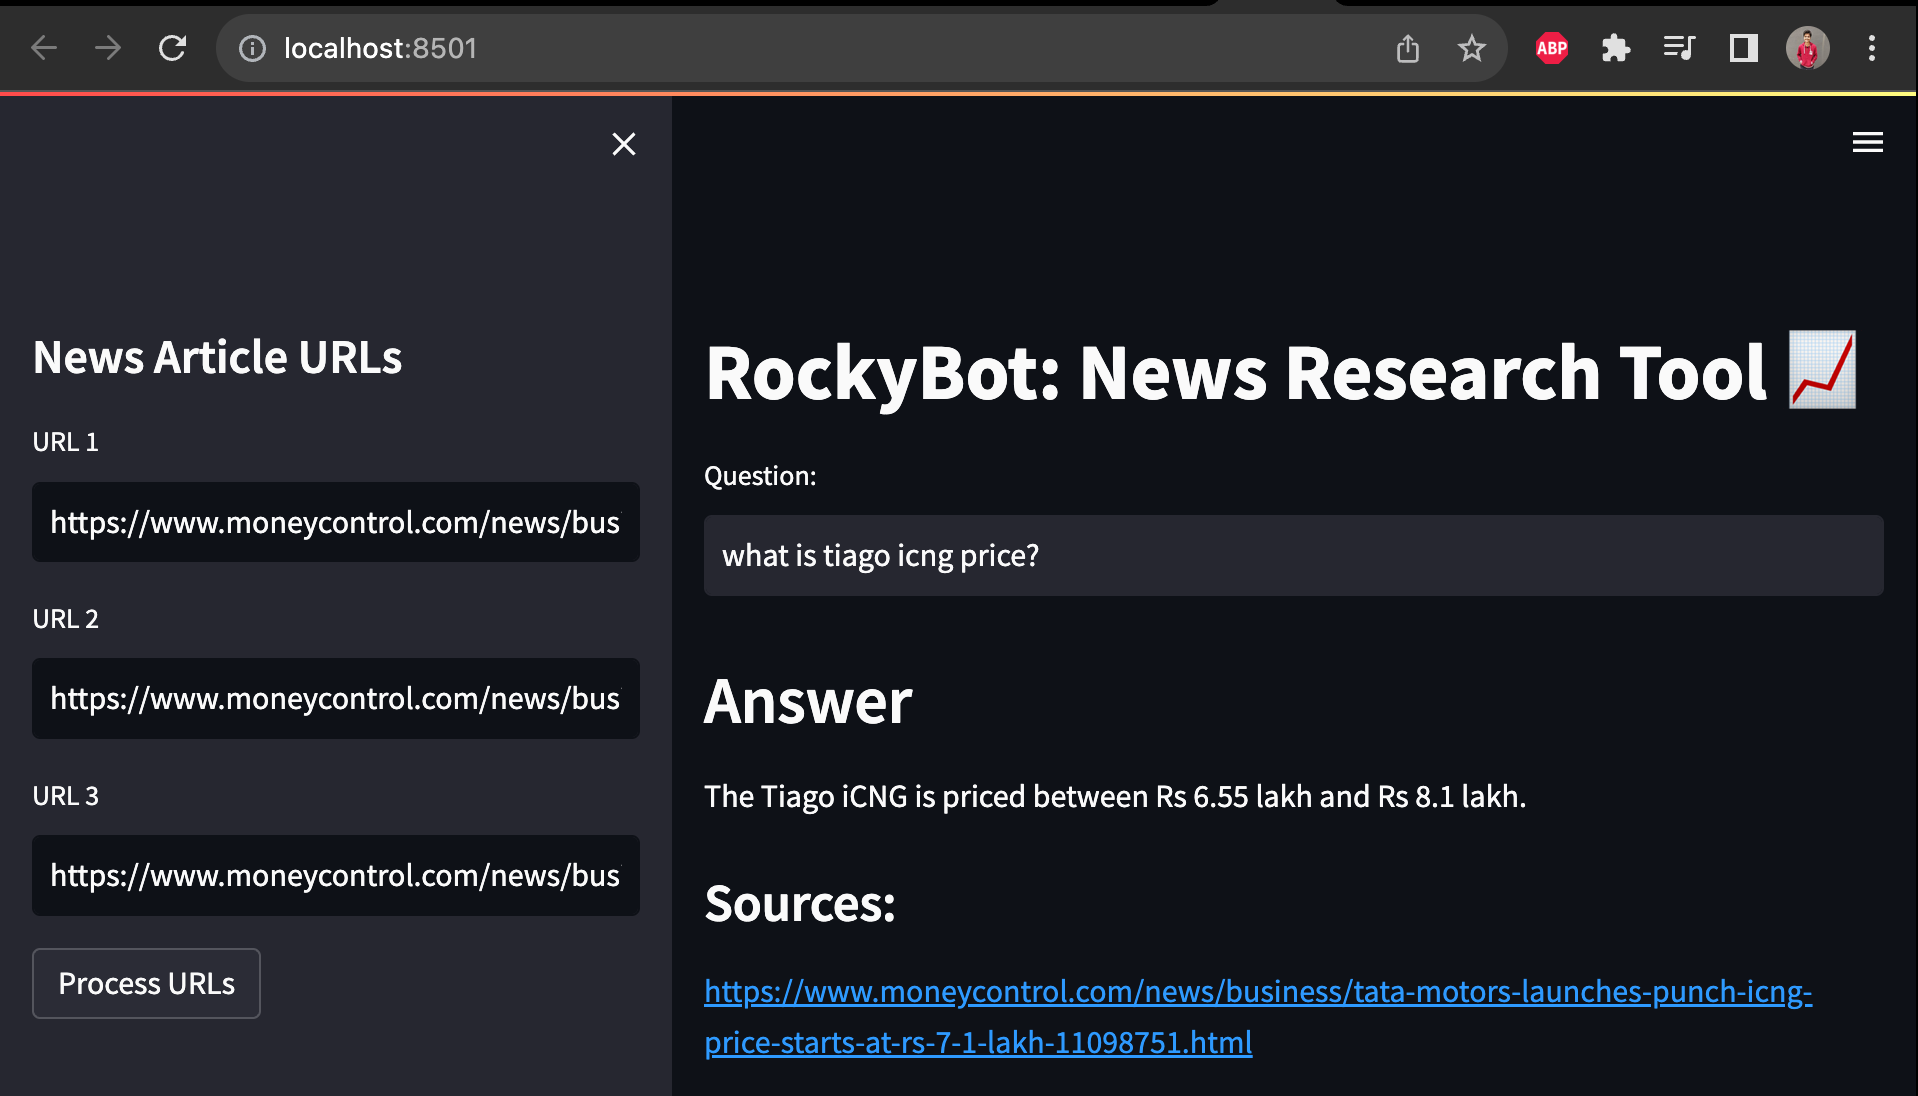 localhost:8501
ABP
News Article URLs
URL 1
https://www.moneycontrol.com/news/bus
URL 2
https://www.moneycontrol.com/news/bus
URL 3
https://www.moneycontrol.com/news/bus
Process URLs
RockyBot: News Research Tool
Question:
what is tiago icng price?
Answer
The Tiago iCNG is priced between Rs 6.55 lakh and Rs 8.1 lakh.
Sources:
https://www.moneycontrol.com/news/business/tata-motors-launches-punch-icng-
price-starts-at-rs-7-1-lakh-11098751.html